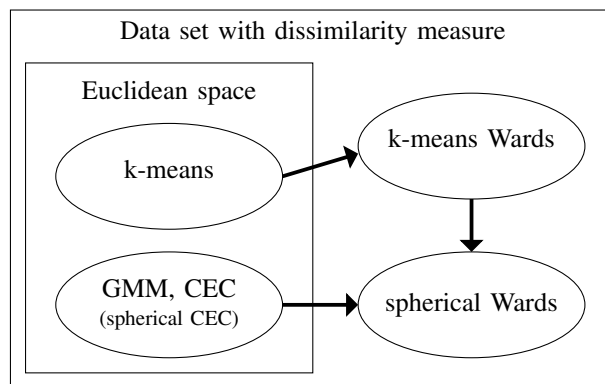 Data set with dissimilarity measure
Euclidean space
k-means
k-means Wards
GMM, CEC
(spherical CEC)
spherical Wards